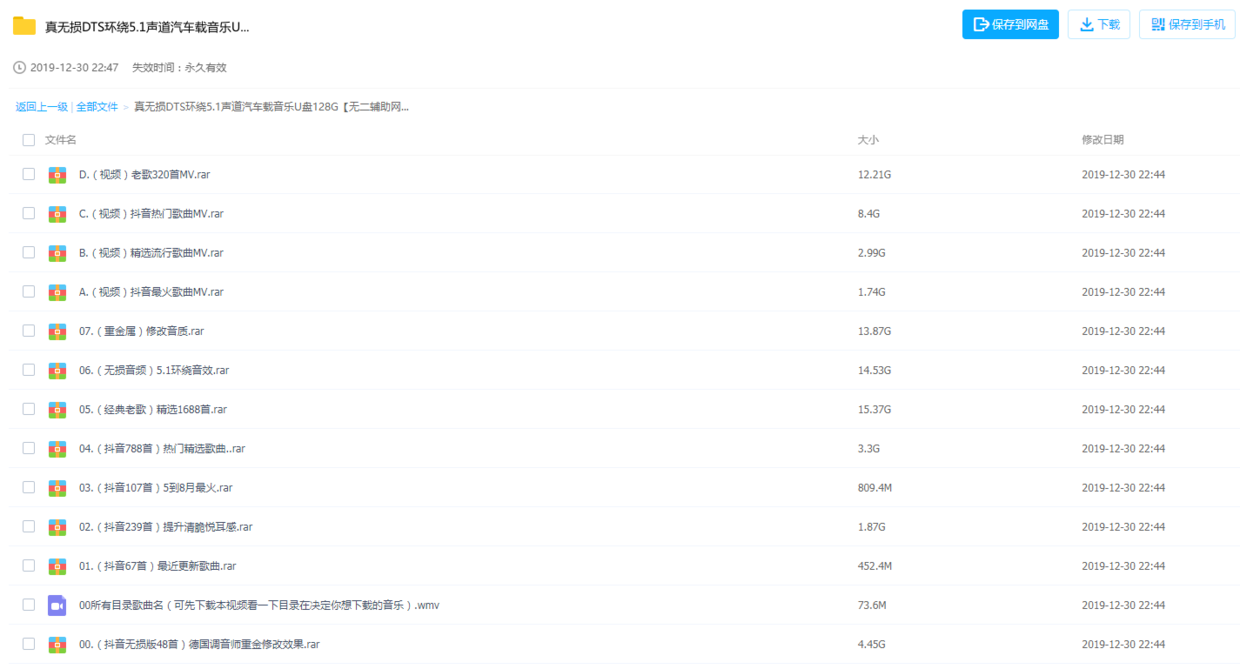 真无损DTS环绕5.1声道汽车载音乐U...
保存到网盘 下载 保存到手机
2019-12-30 22:47 失效时间：永久有效
返回上一级 | 全部文件 > 真无损DTS环绕5.1声道汽车载音乐U盘128G【无二辅助网...
文件名 大小 修改日期
D.（视频）老歌320首MV.rar 12.21G 2019-12-30 22:44
C.（视频）抖音热门歌曲MV.rar 8.4G 2019-12-30 22:44
B.（视频）精选流行歌曲MV.rar 2.99G 2019-12-30 22:44
A.（视频）抖音最火歌曲MV.rar 1.74G 2019-12-30 22:44
07.（重金属）修改音质.rar 13.87G 2019-12-30 22:44
06.（无损音频）5.1环绕音效.rar 14.53G 2019-12-30 22:44
05.（经典老歌）精选1688首.rar 15.37G 2019-12-30 22:44
04.（抖音788首）热门精选歌曲..rar 3.3G 2019-12-30 22:44
03.（抖音107首）5到8月最火.rar 809.4M 2019-12-30 22:44
02.（抖音239首）提升清脆悦耳感.rar 1.87G 2019-12-30 22:44
01.（抖音67首）最近更新歌曲.rar 452.4M 2019-12-30 22:44
00所有目录歌曲名（可先下载本视频看一下目录在决定你想下载的音乐）.wmv 73.6M 2019-12-30 22:44
00.（抖音无损版48首）德国调音师重金修改效果.rar 4.45G 2019-12-30 22:44